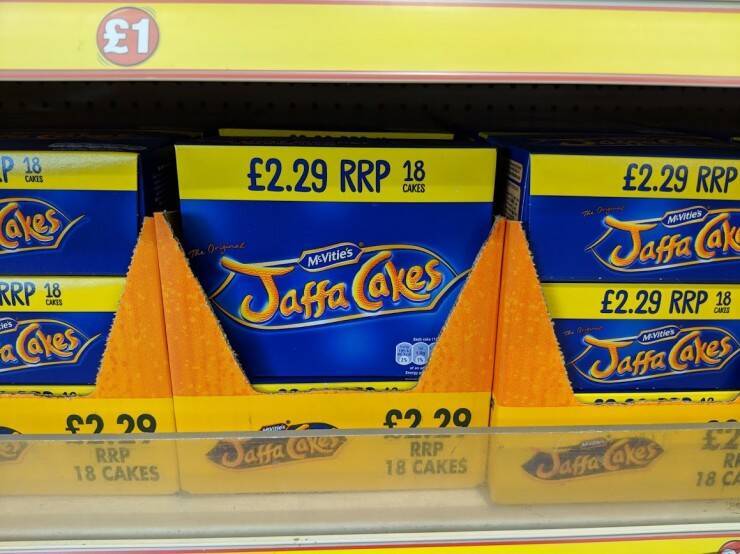 £1
P 18
CAKES
Cakes
RRP 18
CAKES
Cakes
£2.29 RRP 18
CAKES
The Original
McVitie's
Jaffa Cakes
£2.29 RRP
The Original
McVitie's
Jaffa Cakes
£2.29 RRP 18
CAKES
The Original
McVitie's
Jaffa Cakes
£2.29
RRP
18 CAKES
Jaffa Cakes
£2.29
RRP
18 CAKES
Jaffa Cakes
£2
18 CA